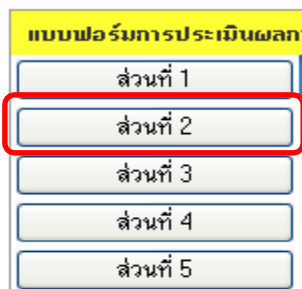 แบบฟอร์มการประเมินผลกา
ส่วนที่ 1
ส่วนที่ 2
ส่วนที่ 3
ส่วนที่ 4
ส่วนที่ 5